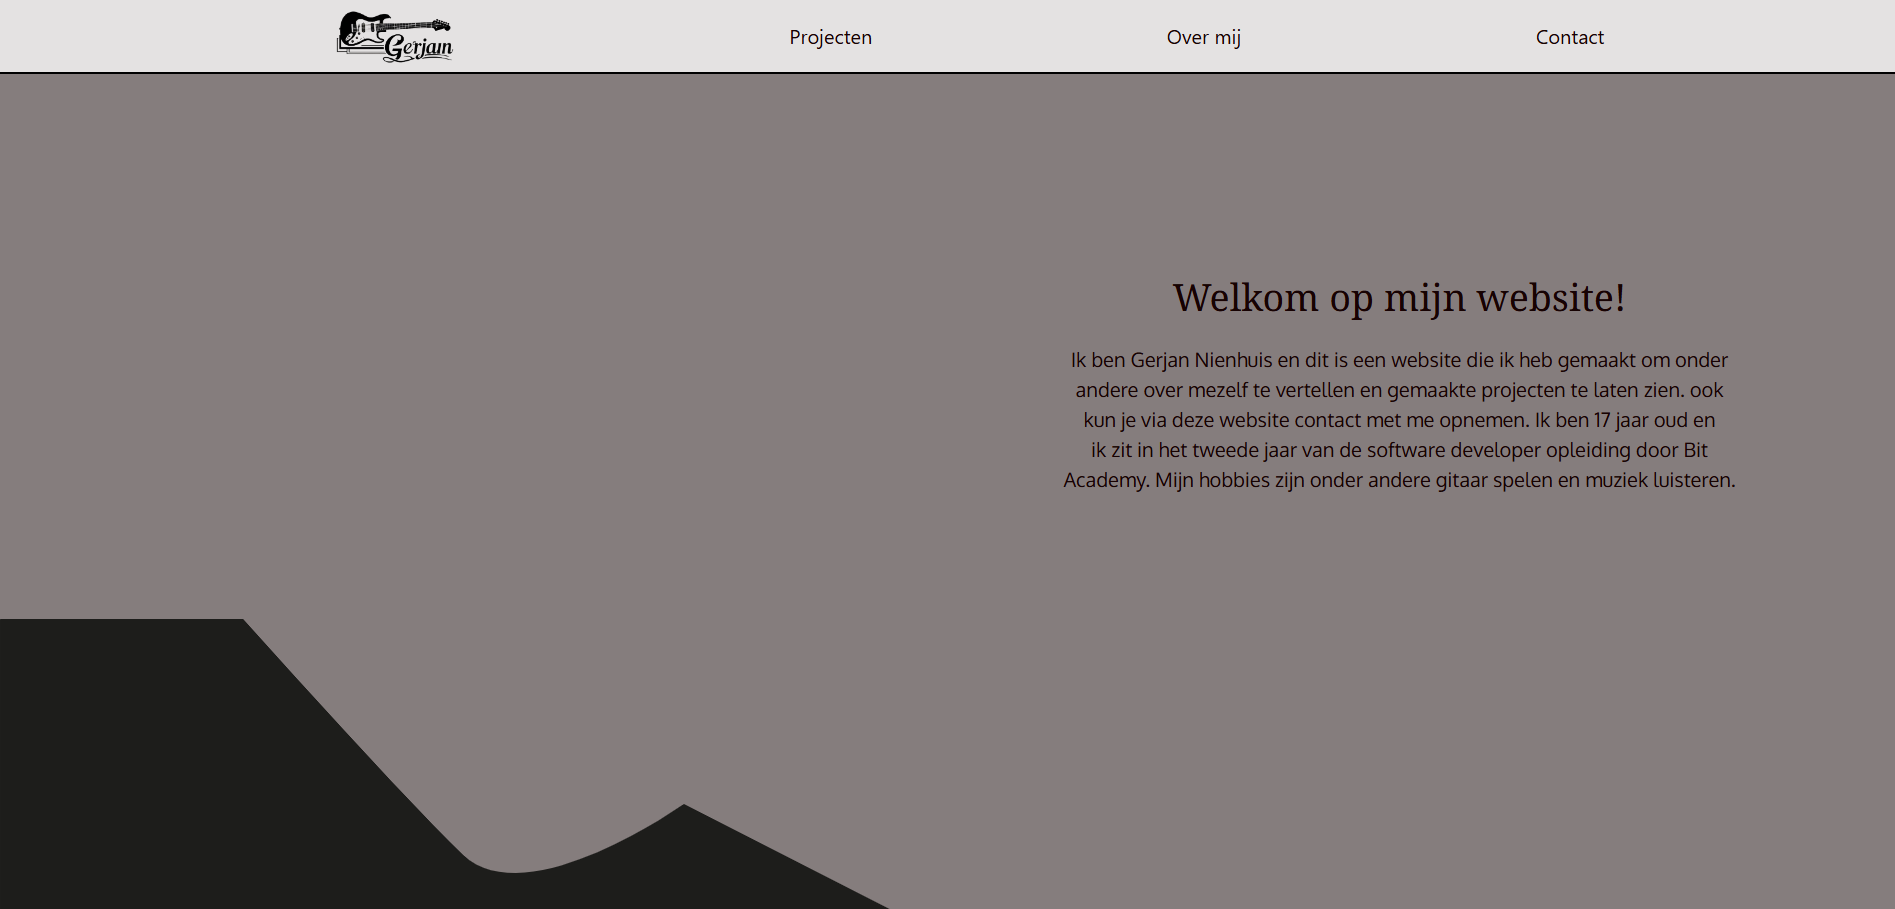 Gerjam
Projecten
Over mij
Contact
Welkom op mijn website!
Ik ben Gerjan Nienhuis en dit is een website die ik heb gemaakt om onder
andere over mezelf te vertellen en gemaakte projecten te laten zien. ook
kun je via deze website contact met me opnemen. Ik ben 17 jaar oud en
ik zit in het tweede jaar van de software developer opleiding door Bit
Academy. Mijn hobbies zijn onder andere gitaar spelen en muziek luisteren.